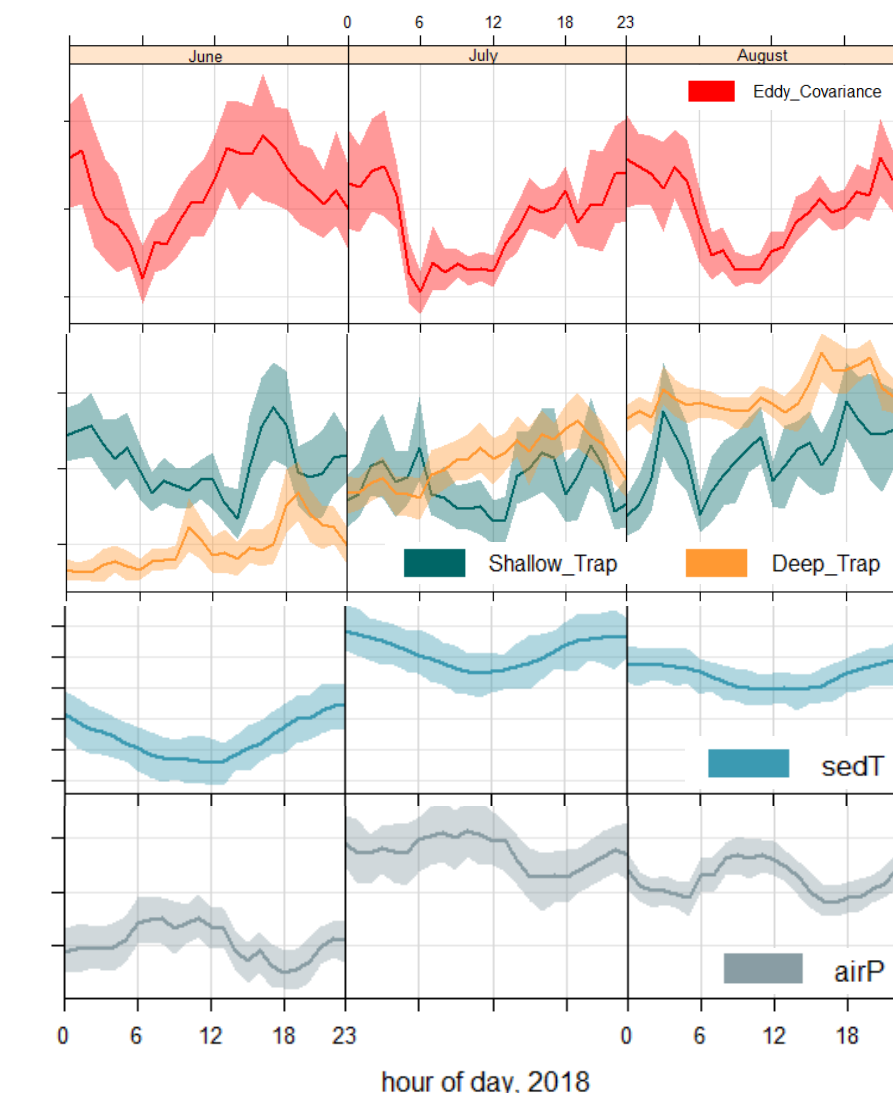 0 6 12 18 23
June July August
Eddy_Covariance
Shallow_Trap Deep_Trap
sedT
airP
0 6 12 18 23 0 6 12 18
hour of day, 2018